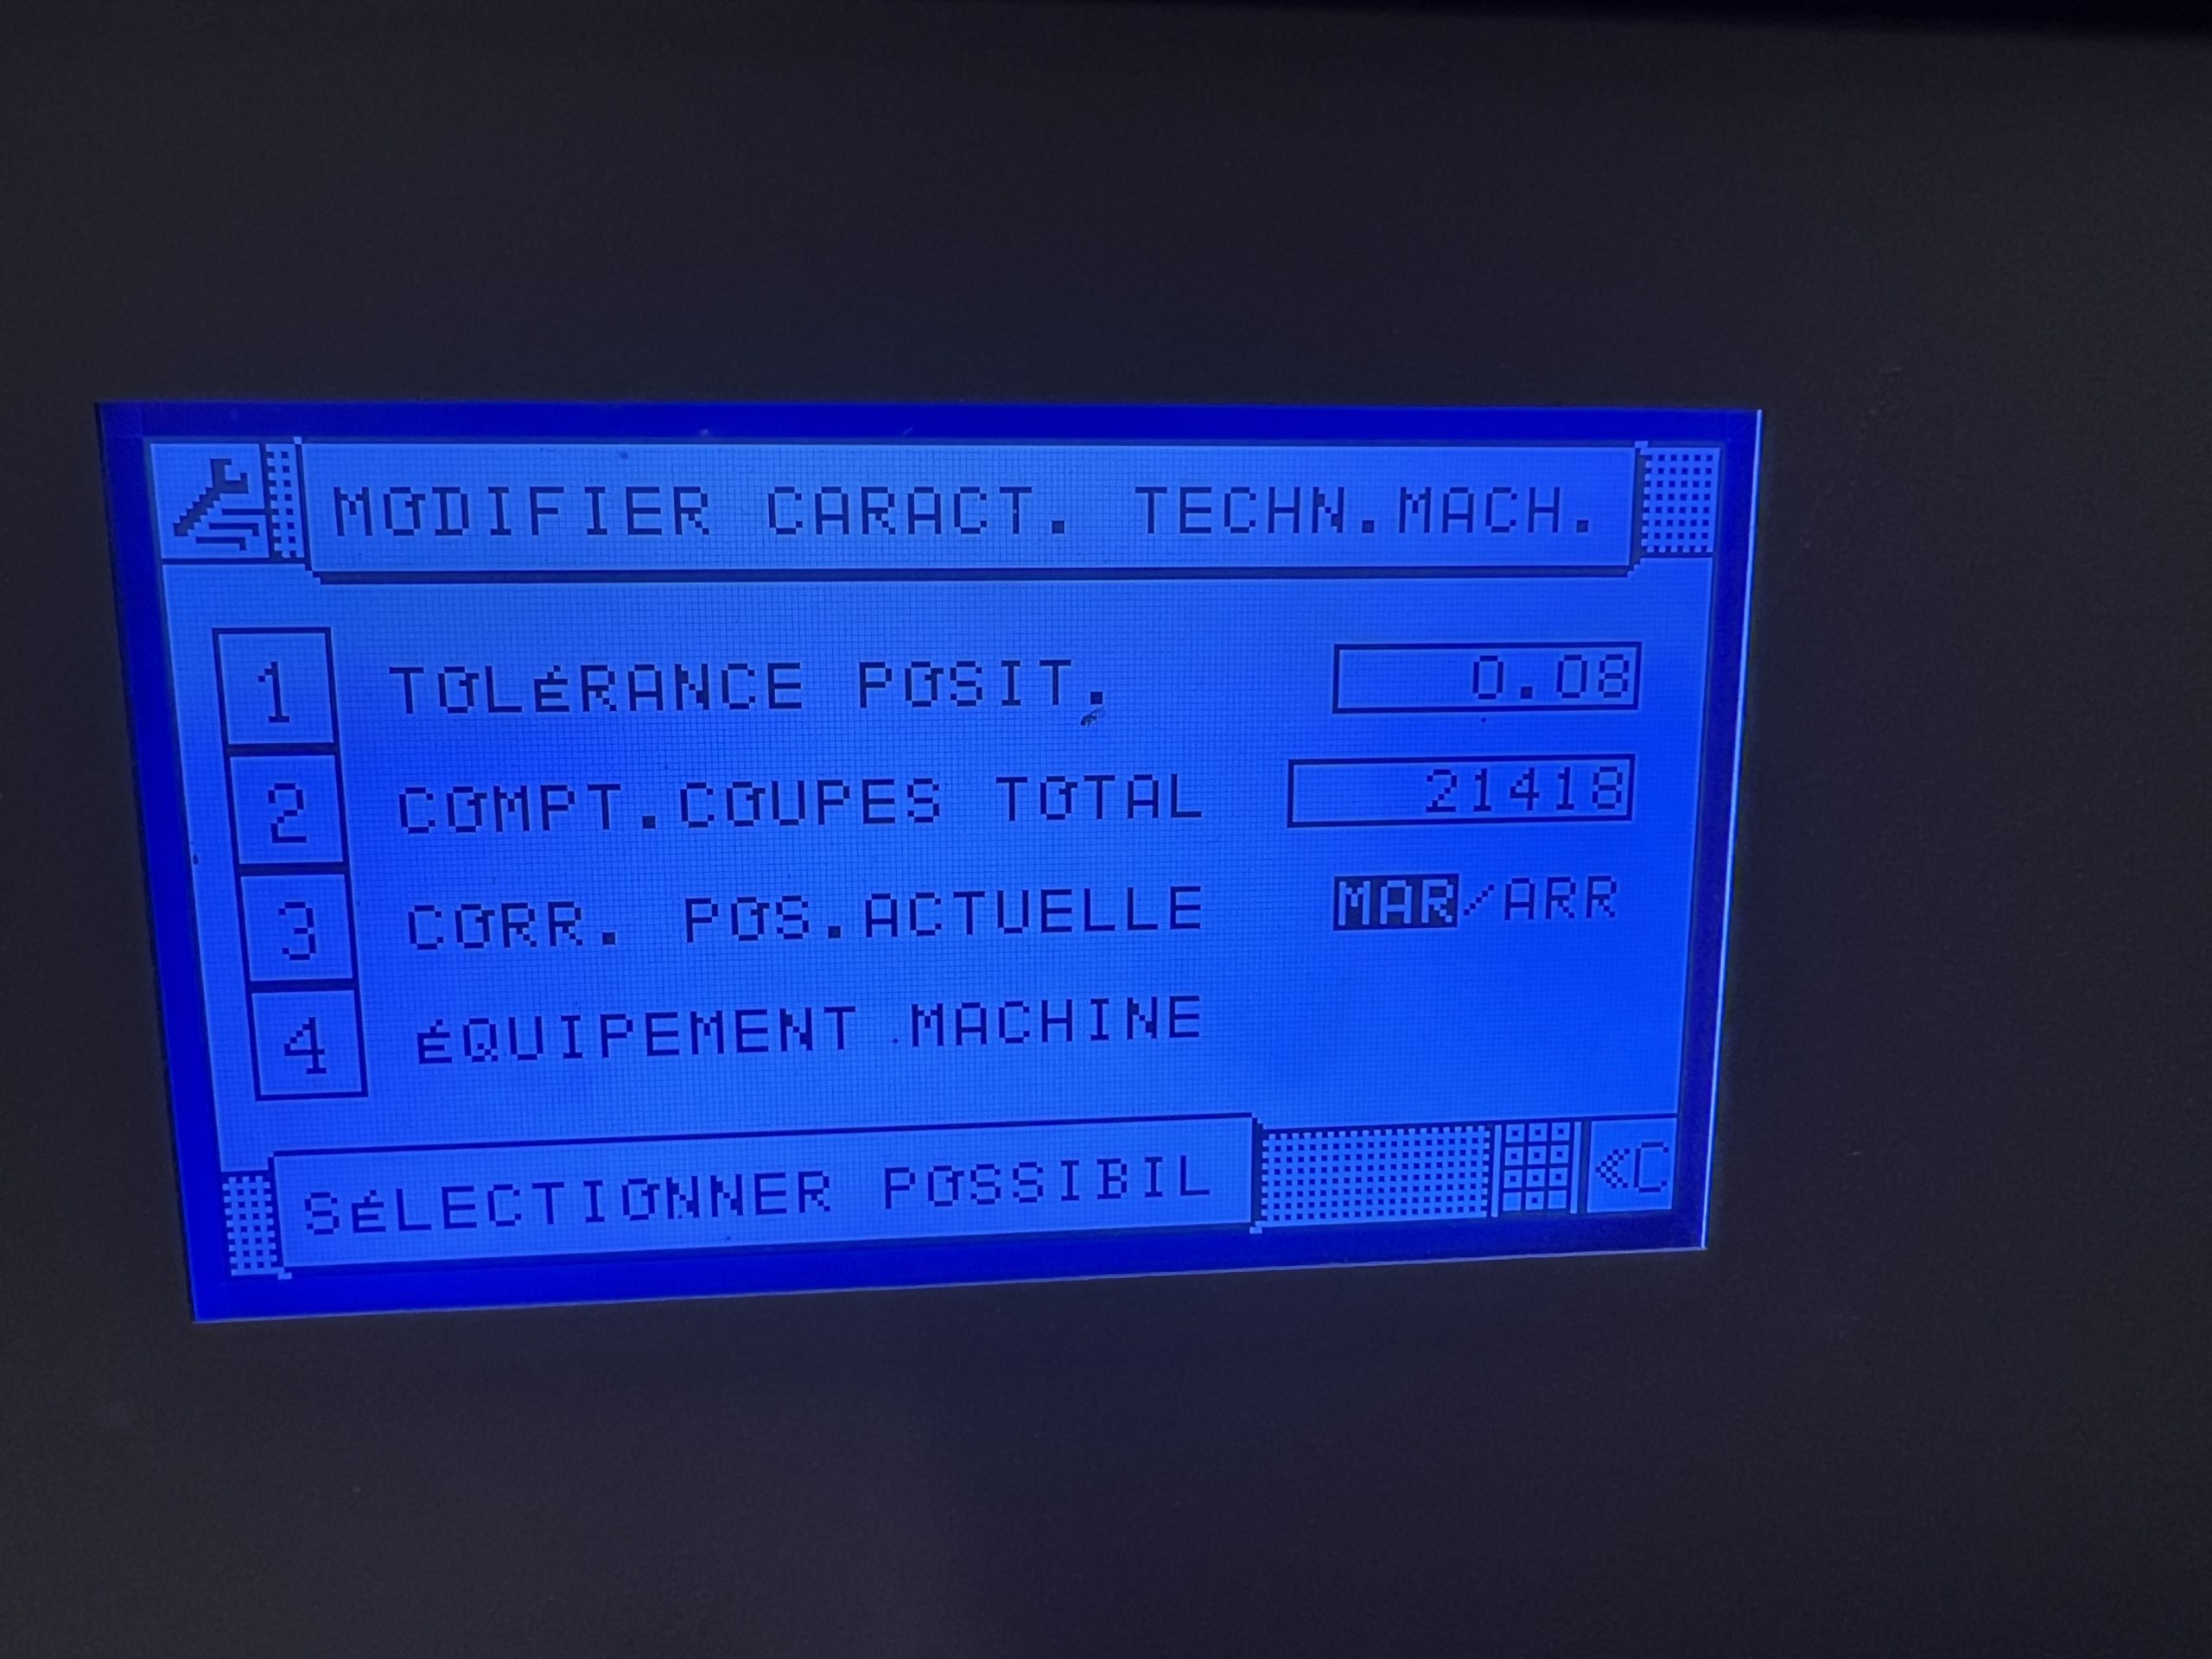 MODIFIER CARACT. TECHN.MACH.
1 TOLÉRANCE POSIT. 0.08
2 COMPT.COUPES TOTAL 21418
3 CORR. POS.ACTUELLE MAR/ARR
4 ÉQUIPEMENT MACHINE
SÉLECTIONNER POSSIBIL «C